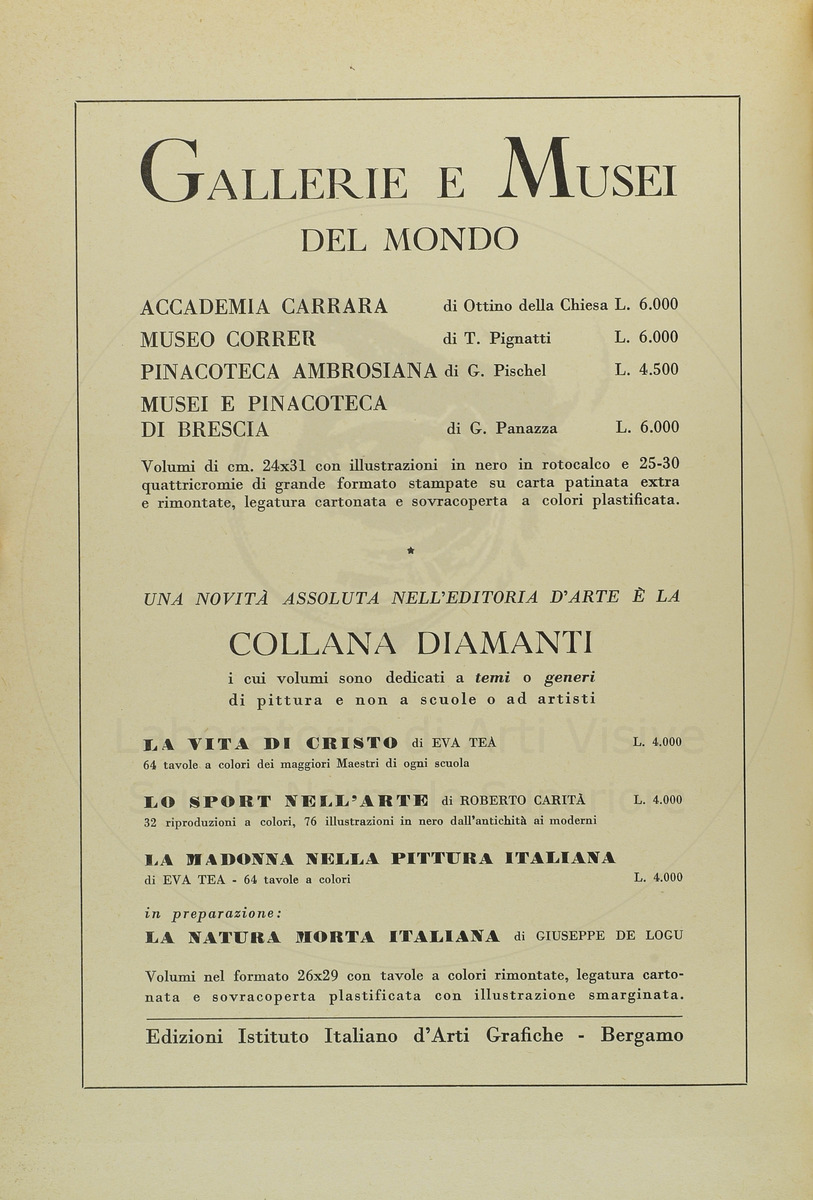 GALLERIE E MUSEI
DEL MONDO
ACCADEMIA CARRARA di Ottino della Chiesa L. 6.000
MUSEO CORRER di T. Pignatti L. 6.000
PINACOTECA AMBROSIANA di G. Pischel L. 4.500
MUSEI E PINACOTECA
DI BRESCIA di G. Panazza L. 6.000
Volumi di cm. 24x31 con illustrazioni in nero in rotocalco e 25-30
quattricromie di grande formato stampate su carta patinata extra
e rimontate, legatura cartonata e sovracoperta a colori plastificata.
*
UNA NOVITÀ ASSOLUTA NELL'EDITORIA D'ARTE È LA
COLLANA DIAMANTI
i cui volumi sono dedicati a temi o generi
di pittura e non a scuole o ad artisti
LA VITA DI CRISTO di EVA TEÀ L. 4.000
64 tavole a colori dei maggiori Maestri di ogni scuola
LO SPORT NELL'ARTE di ROBERTO CARITÀ L. 4.000
32 riproduzioni a colori, 76 illustrazioni in nero dall'antichità ai moderni
LA MADONNA NELLA PITTURA ITALIANA
di EVA TEA - 64 tavole a colori L. 4.000
in preparazione:
LA NATURA MORTA ITALIANA di GIUSEPPE DE LOGU
Volumi nel formato 26x29 con tavole a colori rimontate, legatura carto-
nata e sovracoperta plastificata con illustrazione smarginata.
Edizioni Istituto Italiano d'Arti Grafiche - Bergamo